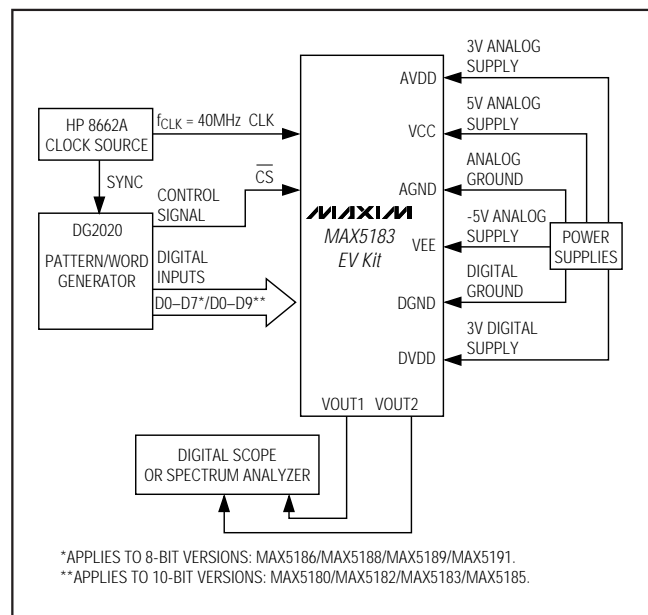 HP 8662A
CLOCK SOURCE
fCLK = 40MHz CLK
SYNC
CONTROL
SIGNAL
CS
DG2020
PATTERN/WORD
GENERATOR
DIGITAL
INPUTS
D0–D7*/D0–D9**
MAXIM
MAX5183
EV Kit
AVDD
VCC
AGND
VEE
DGND
DVDD
VOUT1 VOUT2
3V ANALOG
SUPPLY
5V ANALOG
SUPPLY
ANALOG
GROUND
-5V ANALOG
SUPPLY
DIGITAL
GROUND
3V DIGITAL
SUPPLY
POWER
SUPPLIES
DIGITAL SCOPE
OR SPECTRUM ANALYZER
*APPLIES TO 8-BIT VERSIONS: MAX5186/MAX5188/MAX5189/MAX5191.
**APPLIES TO 10-BIT VERSIONS: MAX5180/MAX5182/MAX5183/MAX5185.